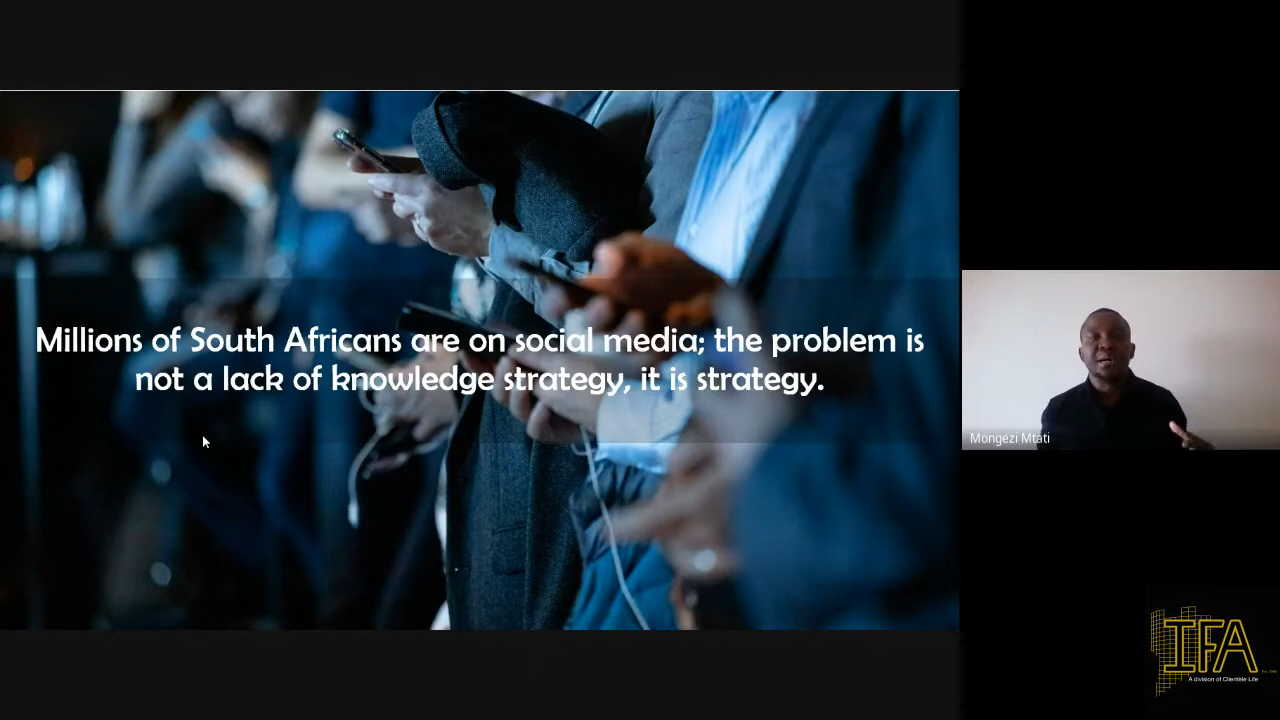 Millions of South Africans are on social media; the problem is
not a lack of knowledge strategy, it is strategy.
Mongezi Mtati
IFA
A division of Clientèle Life